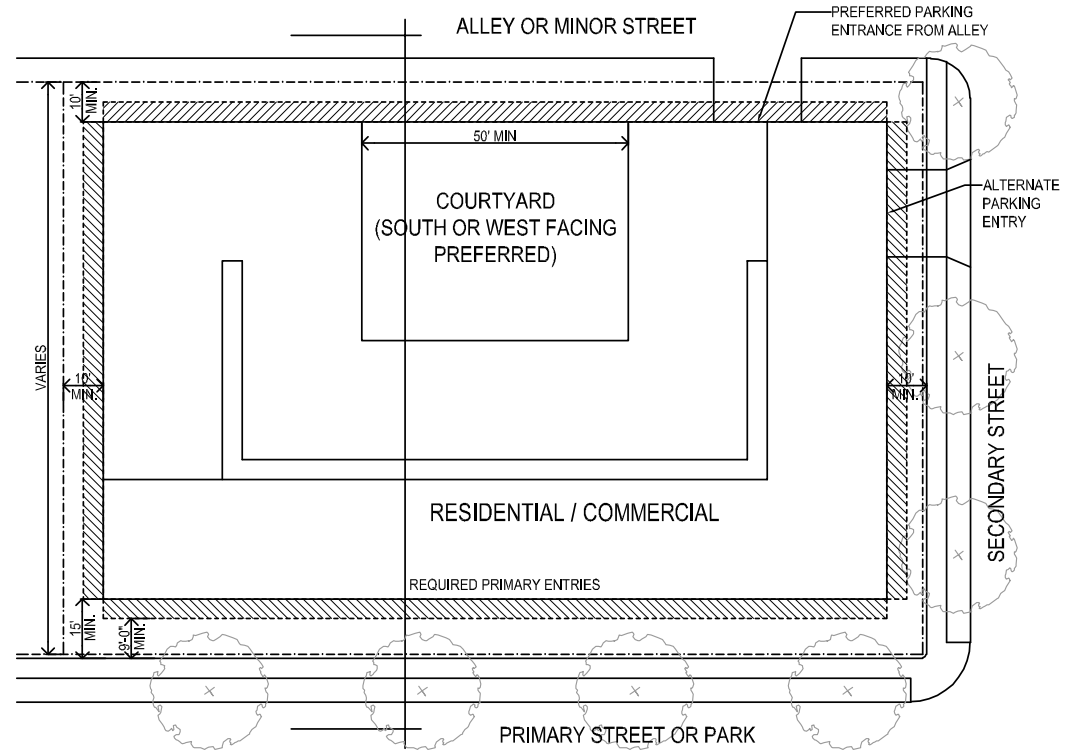 ALLEY OR MINOR STREET
PREFERRED PARKING
ENTRANCE FROM ALLEY
10'
MIN.
50' MIN
COURTYARD
(SOUTH OR WEST FACING
PREFERRED)
ALTERNATE
PARKING
ENTRY
VARIES
10'
MIN.
10'
MIN.
SECONDARY STREET
RESIDENTIAL / COMMERCIAL
REQUIRED PRIMARY ENTRIES
15'
MIN.
9'-0"
MIN.
PRIMARY STREET OR PARK